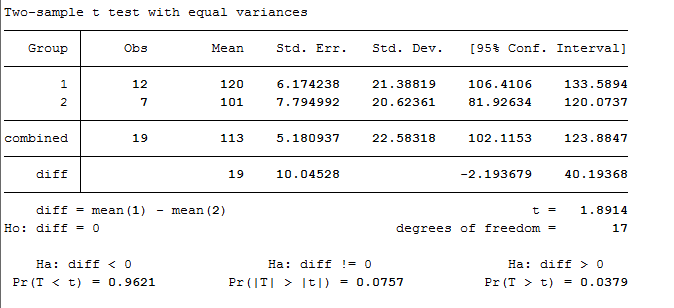 Two-sample t test with equal variances
Group Obs Mean Std. Err. Std. Dev. [95% Conf. Interval]
1 12 120 6.174238 21.38819 106.4106 133.5894
2 7 101 7.794992 20.62361 81.92634 120.0737
combined 19 113 5.180937 22.58318 102.1153 123.8847
diff 19 10.04528 -2.193679 40.19368
diff = mean(1) - mean(2) t = 1.8914
Ho: diff = 0 degrees of freedom = 17
Ha: diff < 0 Ha: diff != 0 Ha: diff > 0
Pr(T < t) = 0.9621 Pr(|T| > |t|) = 0.0757 Pr(T > t) = 0.0379